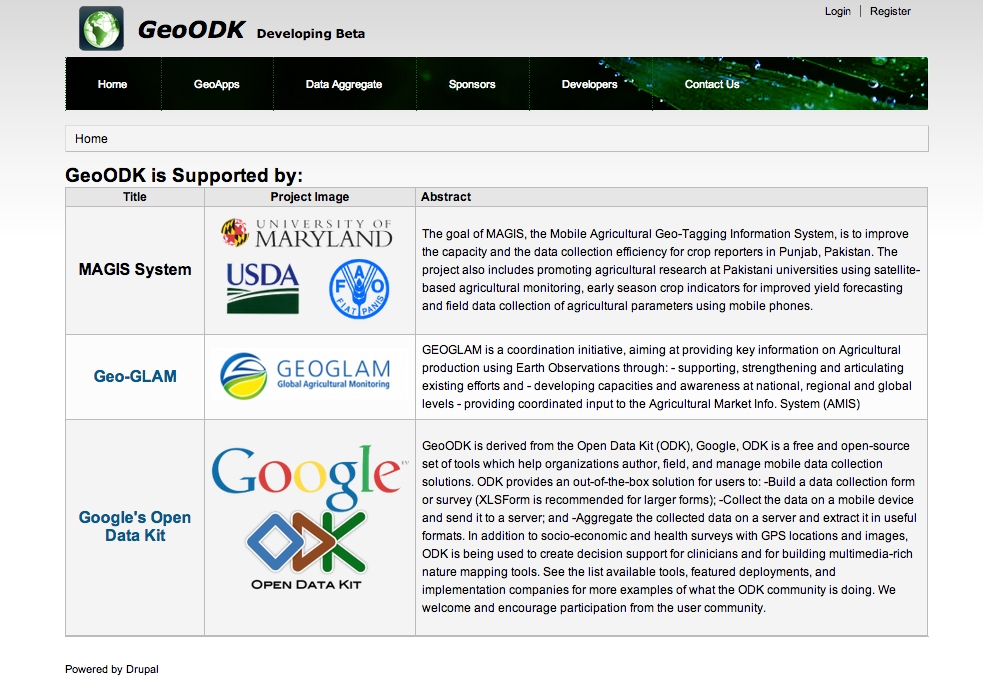 Login | Register
GeoODK Developing Beta
Home GeoApps Data Aggregate Sponsors Developers Contact Us
Home
GeoODK is Supported by:
Title Project Image Abstract
MAGIS System
UNIVERSITY OF
MARYLAND
USDA
FAO
FIAT PANIS
The goal of MAGIS, the Mobile Agricultural Geo-Tagging Information System, is to improve
the capacity and the data collection efficiency for crop reporters in Punjab, Pakistan. The
project also includes promoting agricultural research at Pakistani universities using satellite-
based agricultural monitoring, early season crop indicators for improved yield forecasting
and field data collection of agricultural parameters using mobile phones.
Geo-GLAM
GEOGLAM
Global Agricultural Monitoring
GEOGLAM is a coordination initiative, aiming at providing key information on Agricultural
production using Earth Observations through: - supporting, strengthening and articulating
existing efforts and - developing capacities and awareness at national, regional and global
levels - providing coordinated input to the Agricultural Market Info. System (AMIS)
Google's Open
Data Kit
Google™
ODK
OPEN DATA KIT
GeoODK is derived from the Open Data Kit (ODK), Google, ODK is a free and open-source
set of tools which help organizations author, field, and manage mobile data collection
solutions. ODK provides an out-of-the-box solution for users to: -Build a data collection form
or survey (XLSForm is recommended for larger forms); -Collect the data on a mobile device
and send it to a server; and -Aggregate the collected data on a server and extract it in useful
formats. In addition to socio-economic and health surveys with GPS locations and images,
ODK is being used to create decision support for clinicians and for building multimedia-rich
nature mapping tools. See the list available tools, featured deployments, and
implementation companies for more examples of what the ODK community is doing. We
welcome and encourage participation from the user community.
Powered by Drupal